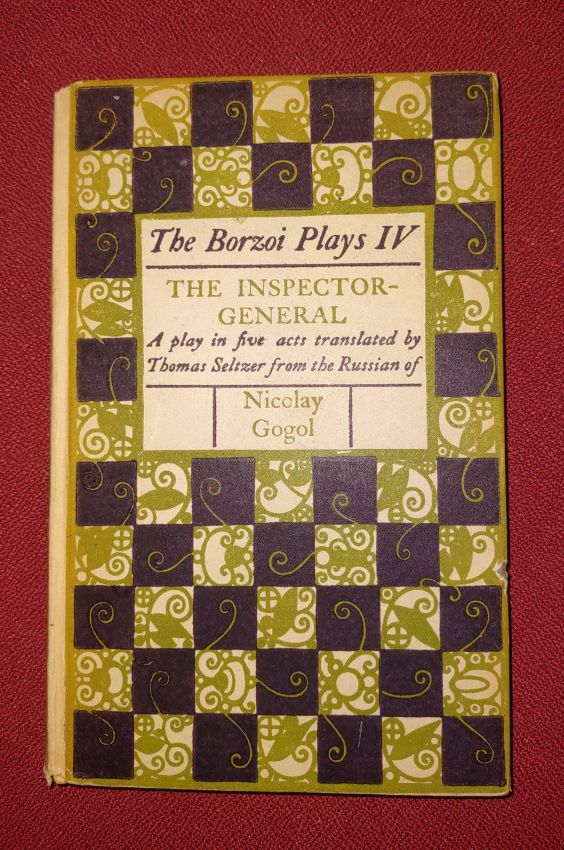 The Borzoi Plays IV
THE INSPECTOR-
GENERAL
A play in five acts translated by
Thomas Seltzer from the Russian of
Nicolay
Gogol